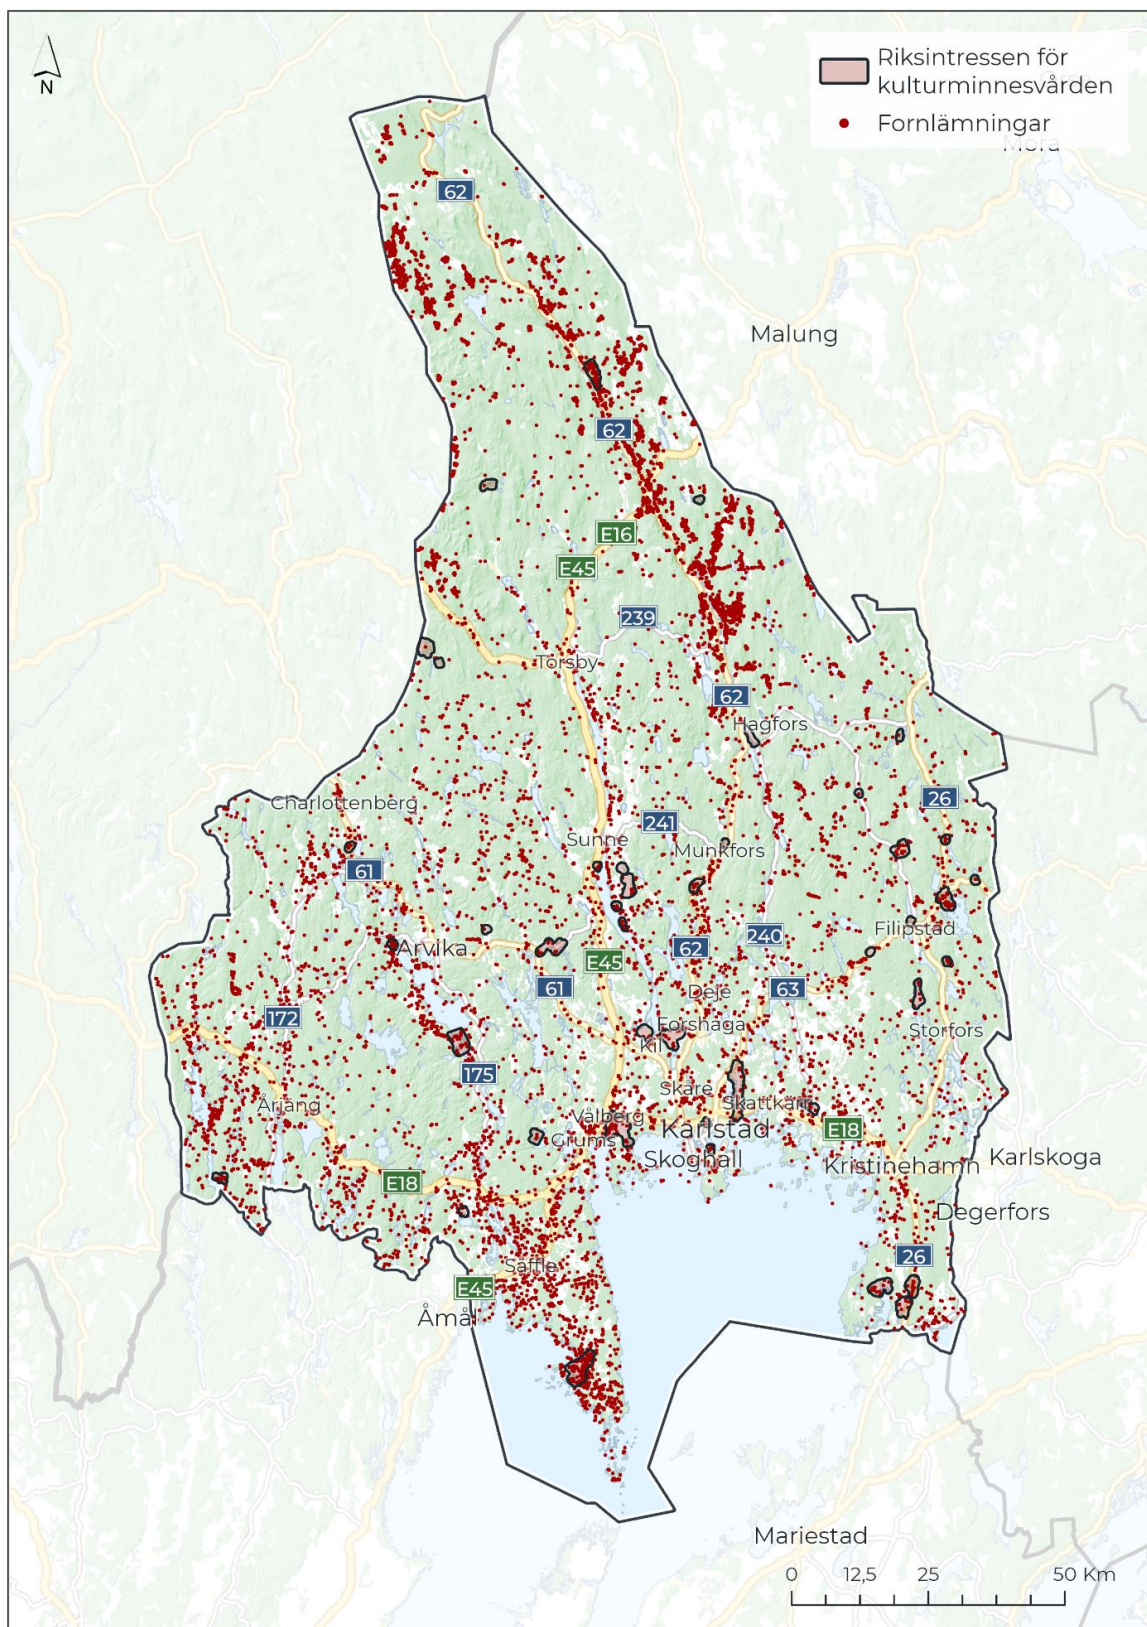 Riksintressen för
kulturminnesvården
Fornlämningar
N
Mora
62
Malung
62
E16
E45
239
Torsby
62
Hagfors
Charlottenberg
26
241
Sunne
Munkfors
61
Filipstad
240
Arvika
62
E45
61
63
Deje
172
Forshaga
Storfors
Kil
175
Skåre
Årjäng
Skattkärr
Vålberg
Karlstad
E18
Grums
Skoghall
Kristinehamn
Karlskoga
E18
Degerfors
26
Säffle
E45
Åmål
Mariestad
0 12,5 25 50 Km